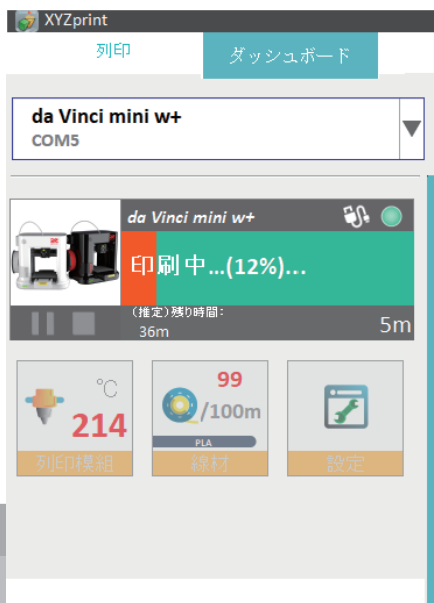 XYZprint
列印
ダッシュボード
da Vinci mini w+
COM5
da Vinci mini w+
印刷中...(12%)...
(推定)残り時間:
36m
5m
°C
214
列印模組
99
/100m
PLA
線材
設定